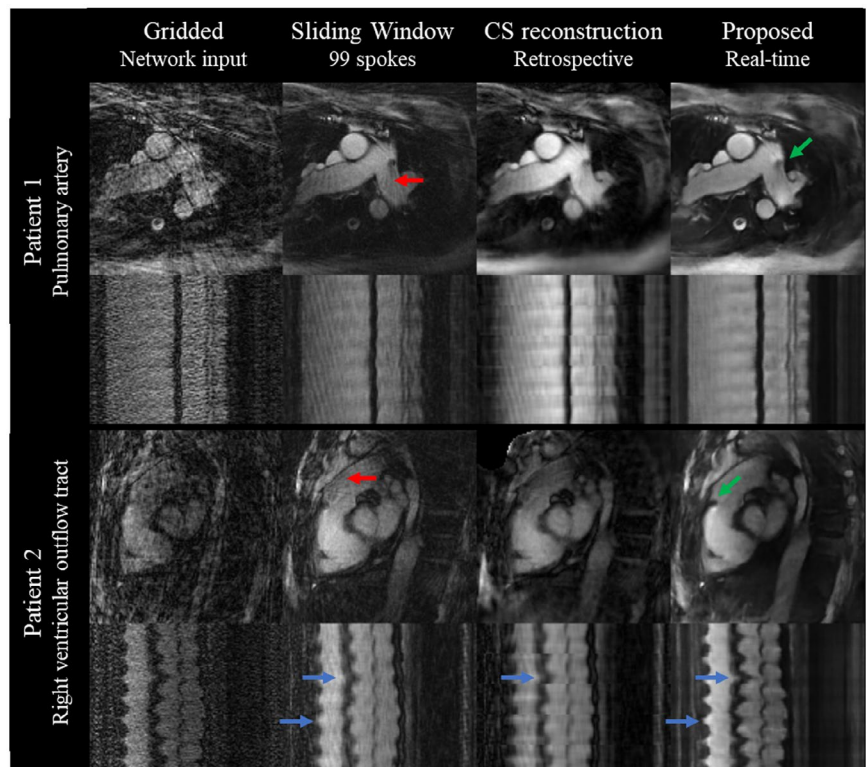 Gridded
Network input
Sliding Window
99 spokes
CS reconstruction
Retrospective
Proposed
Real-time
Patient 1
Pulmonary artery
Patient 2
Right ventricular outflow tract